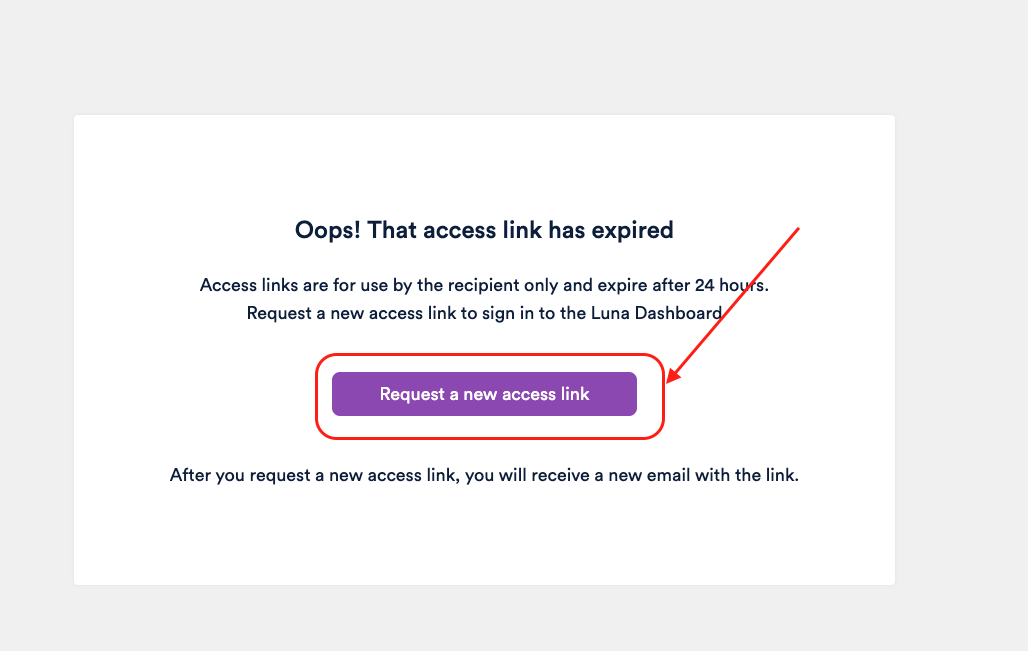 Oops! That access link has expired
Access links are for use by the recipient only and expire after 24 hours.
Request a new access link to sign in to the Luna Dashboard
Request a new access link
After you request a new access link, you will receive a new email with the link.